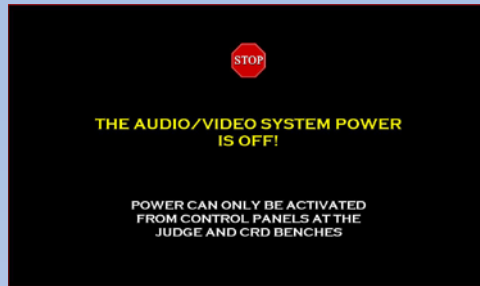 STOP
THE AUDIO/VIDEO SYSTEM POWER
IS OFF!
POWER CAN ONLY BE ACTIVATED
FROM CONTROL PANELS AT THE
JUDGE AND CRD BENCHES